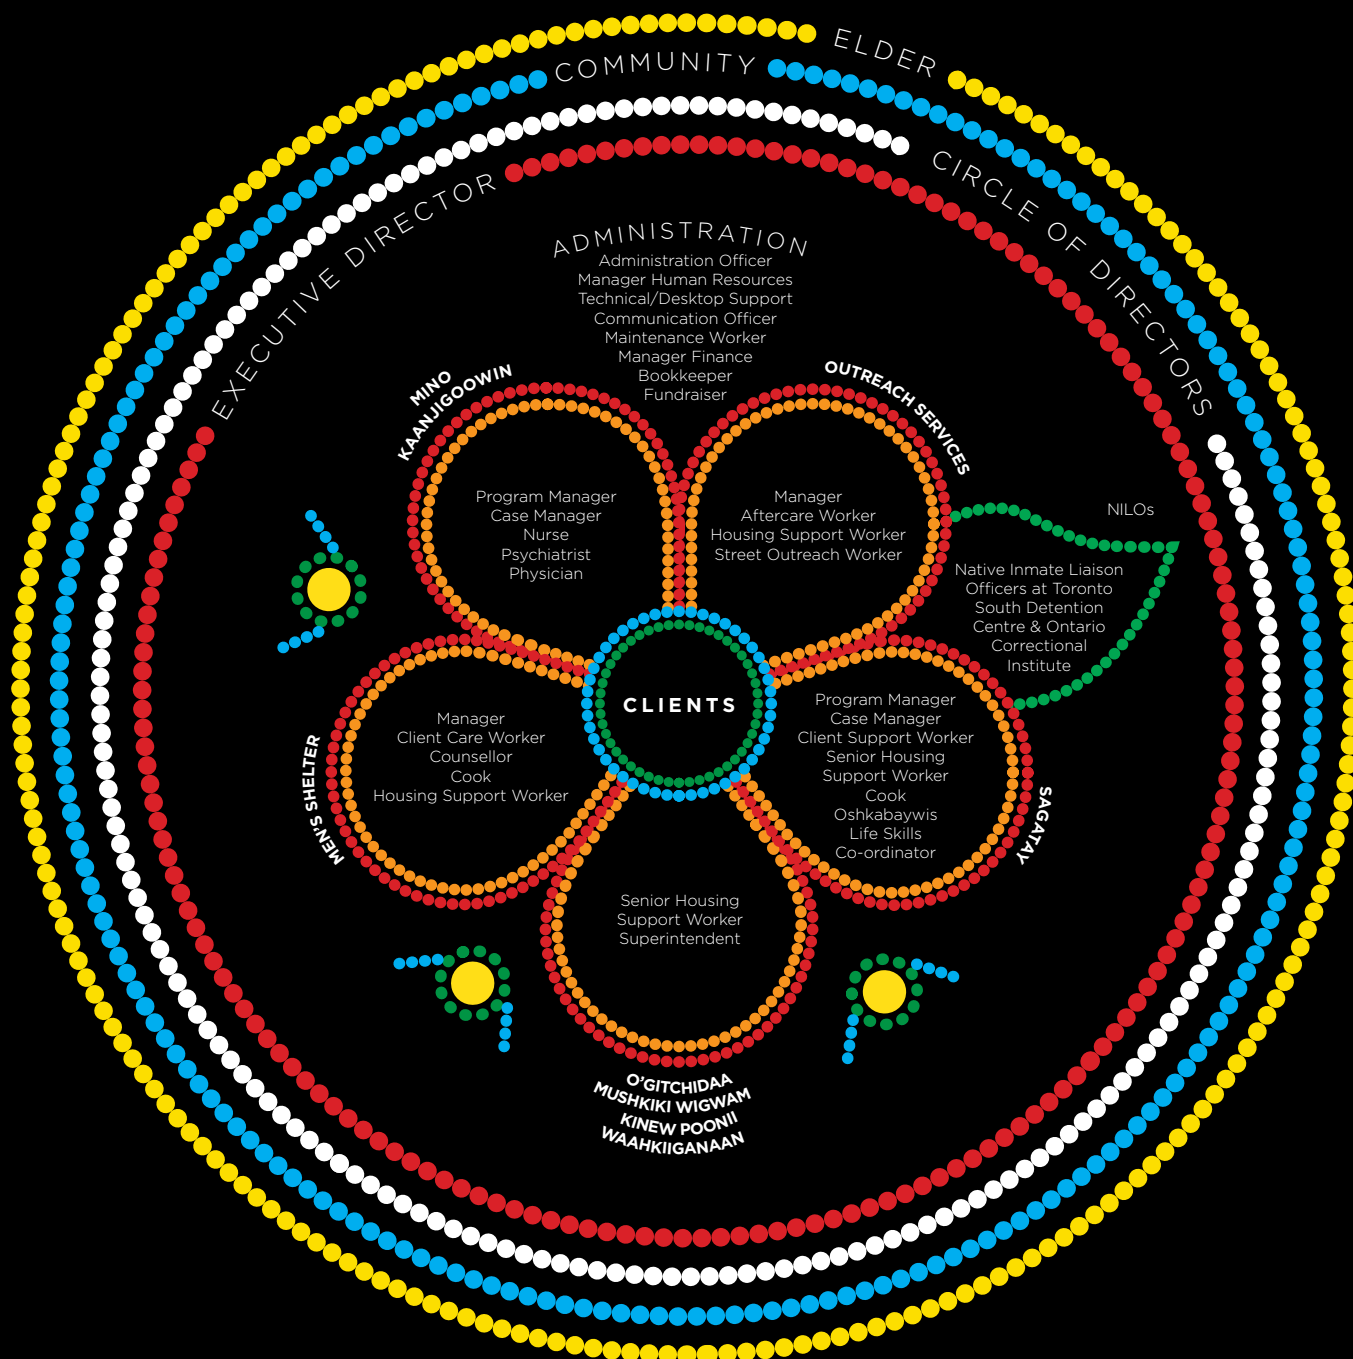 ELDER
COMMUNITY
CIRCLE OF DIRECTORS
EXECUTIVE DIRECTOR
ADMINISTRATION
Administration Officer
Manager Human Resources
Technical/Desktop Support
Communication Officer
Maintenance Worker
Manager Finance
Bookkeeper
Fundraiser
MINO
KAANJIGOOWIN
Program Manager
Case Manager
Nurse
Psychiatrist
Physician
OUTREACH SERVICES
Manager
Aftercare Worker
Housing Support Worker
Street Outreach Worker
NILOs
Native Inmate Liaison
Officers at Toronto
South Detention
Centre & Ontario
Correctional
Institute
CLIENTS
MEN'S SHELTER
Manager
Client Care Worker
Counsellor
Cook
Housing Support Worker
SAGATAY
Program Manager
Case Manager
Client Support Worker
Senior Housing
Support Worker
Cook
Oshkabaywis
Life Skills
Co-ordinator
Senior Housing
Support Worker
Superintendent
O'GITCHIDAA
MUSHKIKI WIGWAM
KINEW POONII
WAAHKIIGANAAN